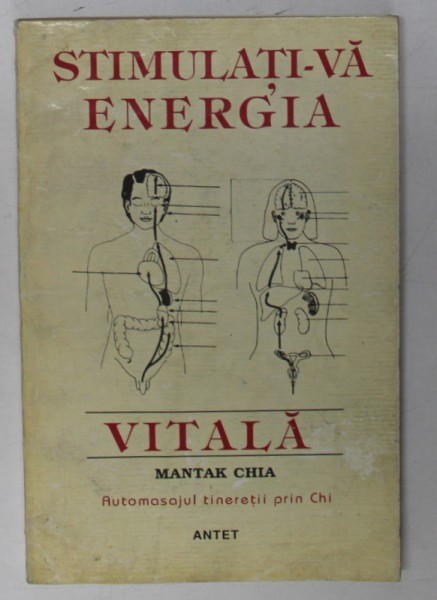 STIMULAȚI-VĂ
ENERGIA
VITALĂ
MANTAK CHIA
Automasajul tinereții prin Chi
ANTET